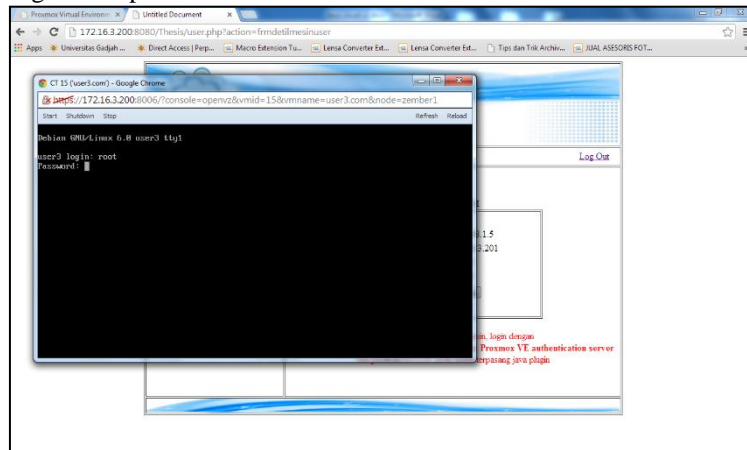 Proxmox Virtual Environm × Untitled Document ×
172.16.3.200:8080/Thesis/user.php?action=frmdetilmesinuser
Apps Universitas Gadjah ... Direct Access | Perp... Macro Extension Tu... Lensa Converter Ext... Lensa Converter Ext... Tips dan Trik Archiv... JUAL ASESORIS FOT...
CT 15 ('user3.com') - Google Chrome
https://172.16.3.200:8006/?console=openvz&vmid=15&vmname=user3.com&node=zember1
Start Shutdown Stop Refresh Reload
Debian GNU/Linux 6.0 user3 tty1
user3 login: root
Password:
Log Out
.1.5
.201
n, login dengan
Proxmox VE authentication server
terpasang java plugin